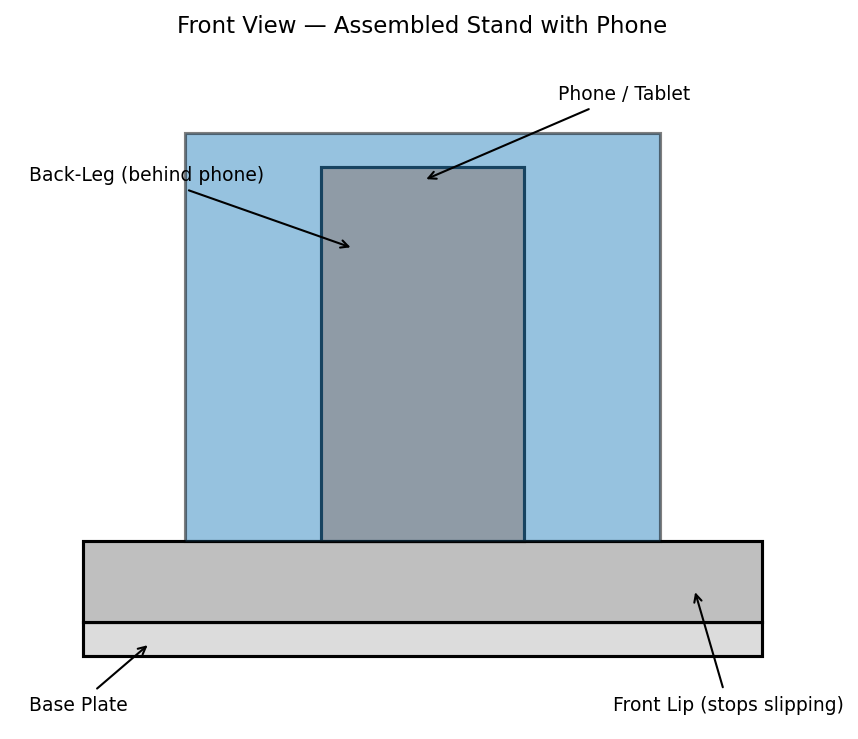 Front View — Assembled Stand with Phone
Phone / Tablet
Back-Leg (behind phone)
Base Plate
Front Lip (stops slipping)